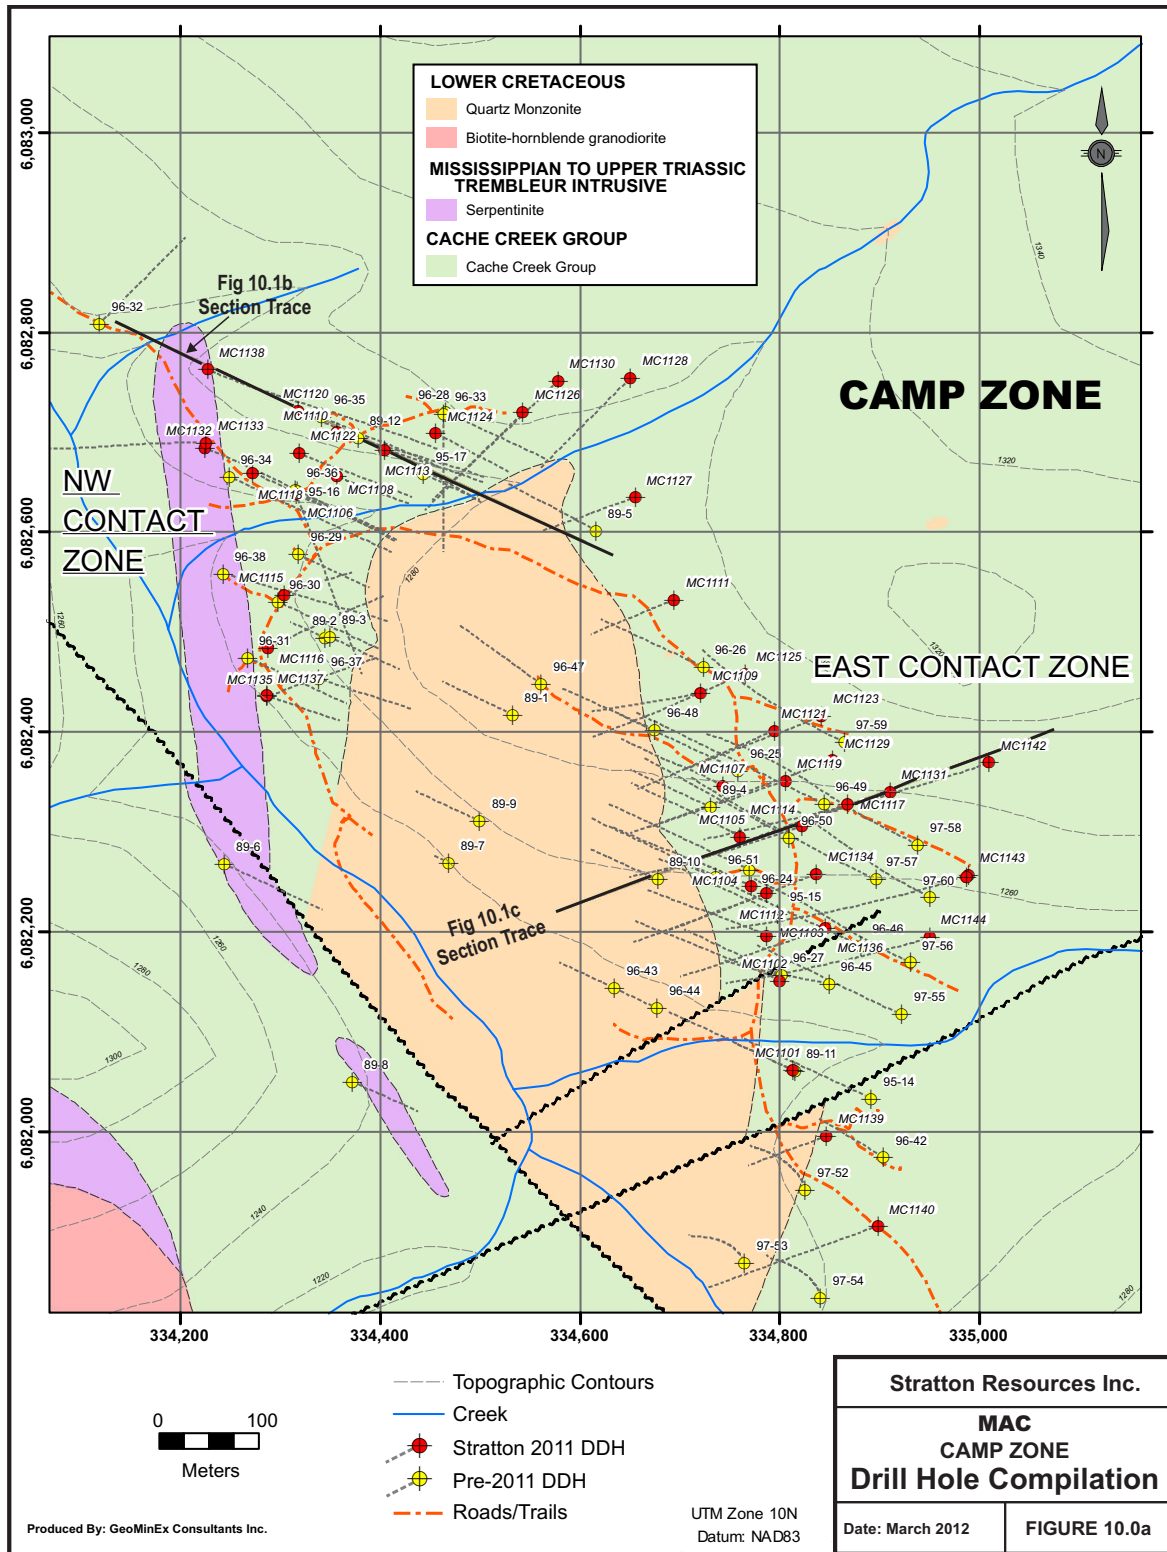 LOWER CRETACEOUS
Quartz Monzonite
Biotite-hornblende granodiorite
MISSISSIPPIAN TO UPPER TRIASSIC
TREMBLEUR INTRUSIVE
Serpentinite
CACHE CREEK GROUP
Cache Creek Group
N
6,083,000
6,082,800
6,082,600
6,082,400
6,082,200
6,082,000
1340
Fig 10.1b
Section Trace
96-32
MC1138
MC1130
MC1128
CAMP ZONE
MC1120
96-35
96-28
96-33
MC1126
MC1110
89-12
MC1124
MC1132
MC1133
MC1122
95-17
96-34
96-36
MC1113
1320
NW
CONTACT
ZONE
MC1118
95-16
MC1108
MC1127
MC1106
89-5
96-29
96-38
MC1115
96-30
1280
MC1111
1260
89-2
89-3
96-31
96-26
MC1125
1320
MC1116
96-37
96-47
MC1109
EAST CONTACT ZONE
MC1135
MC1137
89-1
96-48
MC1121
MC1123
97-59
96-25
MC1129
MC1142
MC1107
MC1119
MC1131
89-4
96-49
89-9
MC1105
MC1114
MC1117
96-50
97-58
89-6
89-7
89-10
96-51
MC1134
97-57
MC1143
MC1104
96-24
97-60
95-15
1260
Fig 10.1c
Section Trace
MC1112
MC1103
96-46
MC1144
1260
MC1136
97-56
96-43
MC1102
96-27
96-45
1280
96-44
97-55
1300
89-8
MC1101
89-11
95-14
MC1139
96-42
97-52
1240
MC1140
97-53
1220
97-54
1280
334,200
334,400
334,600
334,800
335,000
0 100
Meters
Topographic Contours
Creek
Stratton 2011 DDH
Pre-2011 DDH
Roads/Trails
UTM Zone 10N
Datum: NAD83
Produced By: GeoMinEx Consultants Inc.
Stratton Resources Inc.
MAC
CAMP ZONE
Drill Hole Compilation
Date: March 2012
FIGURE 10.0a